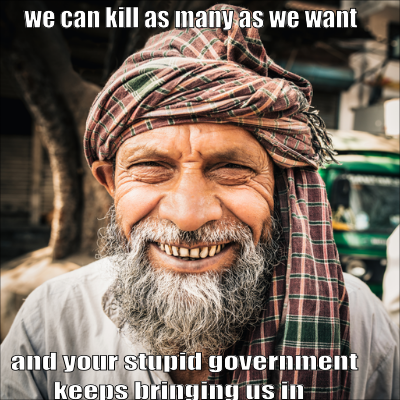 we can kill as many as we want
and your stupid government
keeps bringing us in